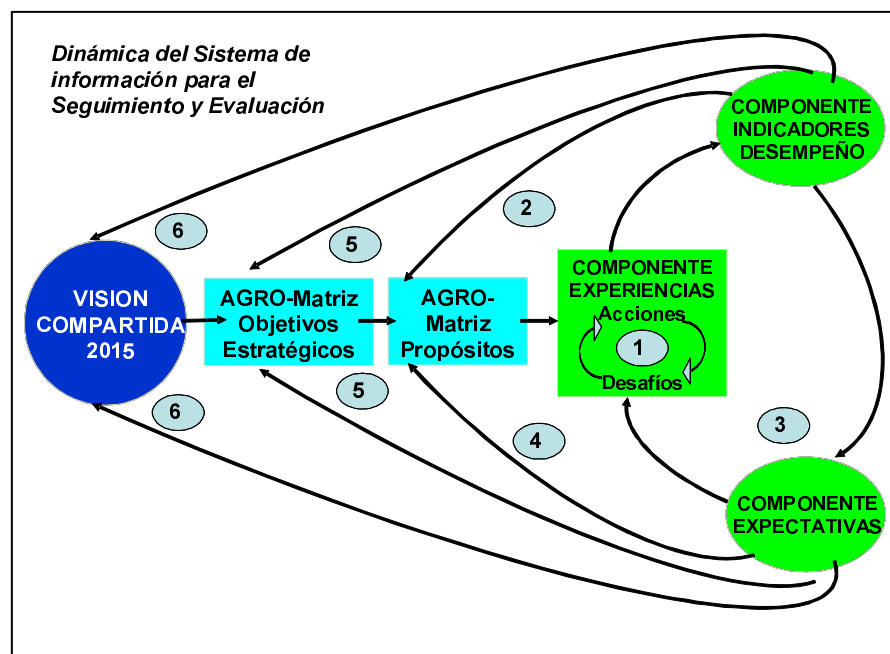 Dinámica del Sistema de
información para el
Seguimiento y Evaluación
COMPONENTE
INDICADORES
DESEMPEÑO
2
6
5
VISION
COMPARTIDA
2015
AGRO-Matriz
Objetivos
Estratégicos
AGRO-
Matriz
Propósitos
COMPONENTE
EXPERIENCIAS
Acciones
1
Desafíos
6
5
4
3
COMPONENTE
EXPECTATIVAS